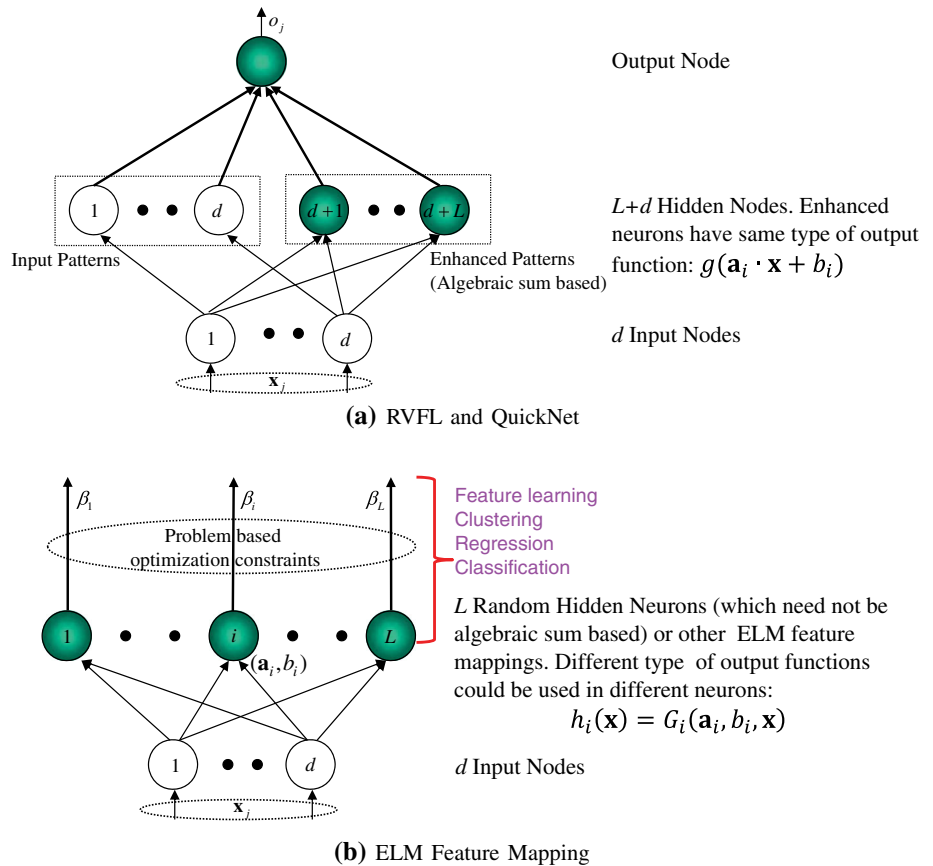 o_j
Output Node
1 d d+1 d+L
L+d Hidden Nodes. Enhanced
neurons have same type of output
function: g(a_i · x + b_i)
Input Patterns
Enhanced Patterns
(Algebraic sum based)
1 d
d Input Nodes
x_j
(a) RVFL and QuickNet
β_1 β_i β_L
Feature learning
Clustering
Regression
Classification
Problem based
optimization constraints
L Random Hidden Neurons (which need not be
algebraic sum based) or other ELM feature
mappings. Different type of output functions
could be used in different neurons:
h_i(x) = G_i(a_i, b_i, x)
1 i L
(a_i, b_i)
1 d
d Input Nodes
x_j
(b) ELM Feature Mapping